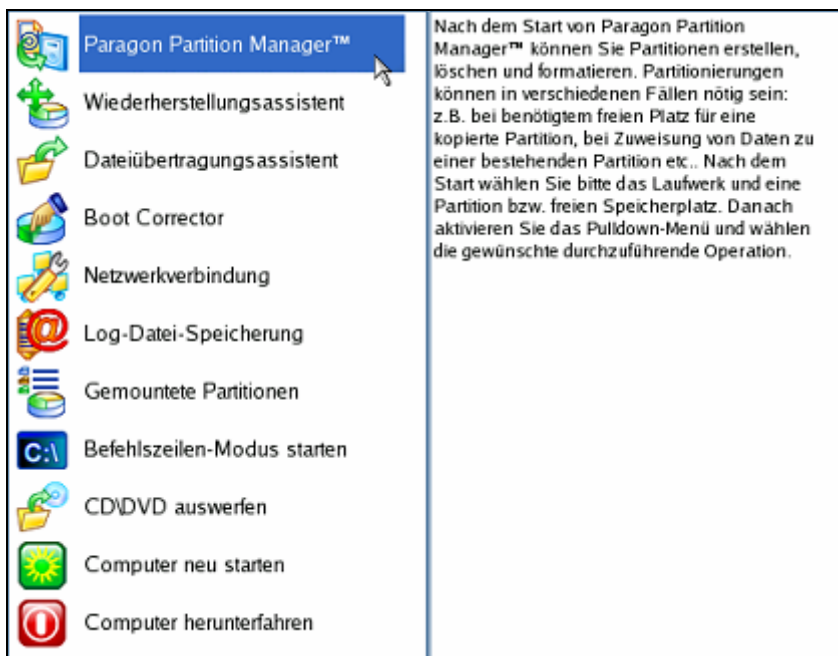 Paragon Partition Manager™
Wiederherstellungsassistent
Dateiübertragungsassistent
Boot Corrector
Netzwerkverbindung
Log-Datei-Speicherung
Gemountete Partitionen
C:\
Befehlszeilen-Modus starten
CD\DVD auswerfen
Computer neu starten
Computer herunterfahren
Nach dem Start von Paragon Partition
Manager™ können Sie Partitionen erstellen,
löschen und formatieren. Partitionierungen
können in verschiedenen Fällen nötig sein:
z.B. bei benötigtem freien Platz für eine
kopierte Partition, bei Zuweisung von Daten zu
einer bestehenden Partition etc.. Nach dem
Start wählen Sie bitte das Laufwerk und eine
Partition bzw. freien Speicherplatz. Danach
aktivieren Sie das Pulldown-Menü und wählen
die gewünschte durchzuführende Operation.